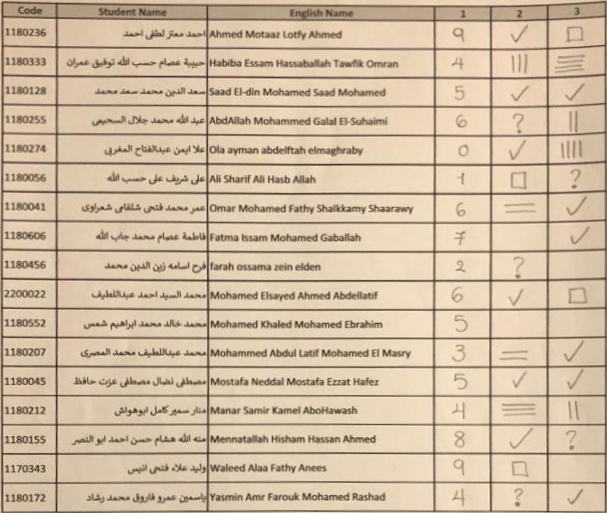 Code Student Name English Name 1 2 3
1180236 احمد معتز لطفى احمد Ahmed Motaaz Lotfy Ahmed 9 ✓ □
1180333 حبيبة عصام حسب الله توفيق عمران Habiba Essam Hassaballah Tawfik Omran 4 ||| ☰
1180128 سعد الدين محمد سعد محمد Saad El-din Mohamed Saad Mohamed 5 ✓ ✓
1180255 عبد الله محمد جلال السحيمى AbdAllah Mohammed Galal El-Suhaimi 6 ? ||
1180274 علا ايمن عبدالفتاح المغربي Ola ayman abdelftah elmaghraby 0 ✓ ||||
1180056 على شريف على حسب الله Ali Sharif Ali Hasb Allah 1 □ ?
1180041 عمر محمد فتحى شلقامى شعراوى Omar Mohamed Fathy Shalkkamy Shaarawy 6 = ✓
1180606 فاطمة عصام محمد جاب الله Fatma Issam Mohamed Gaballah 7 ✓
1180456 فرح اسامه زين الدين محمد farah ossama zein elden 2 ?
2200022 محمد السيد احمد عبداللطيف Mohamed Elsayed Ahmed Abdellatif 6 ✓ □
1180552 محمد خالد محمد ابراهيم شمس Mohamed Khaled Mohamed Ebrahim 5
1180207 محمد عبداللطيف محمد المصرى Mohammed Abdul Latif Mohamed El Masry 3 = ✓
1180045 مصطفى نضال مصطفى عزت حافظ Mostafa Neddal Mostafa Ezzat Hafez 5 ✓ ✓
1180212 منار سمير كامل ابوهواش Manar Samir Kamel AboHawash 4 ☰ ||
1180155 منه الله هشام حسن احمد ابو النصر Mennatallah Hisham Hassan Ahmed 8 ✓ ?
1170343 وليد علاء فتحى انيس Waleed Alaa Fathy Anees 9 □
1180172 ياسمين عمرو فاروق محمد رشاد Yasmin Amr Farouk Mohamed Rashad 4 ? ✓